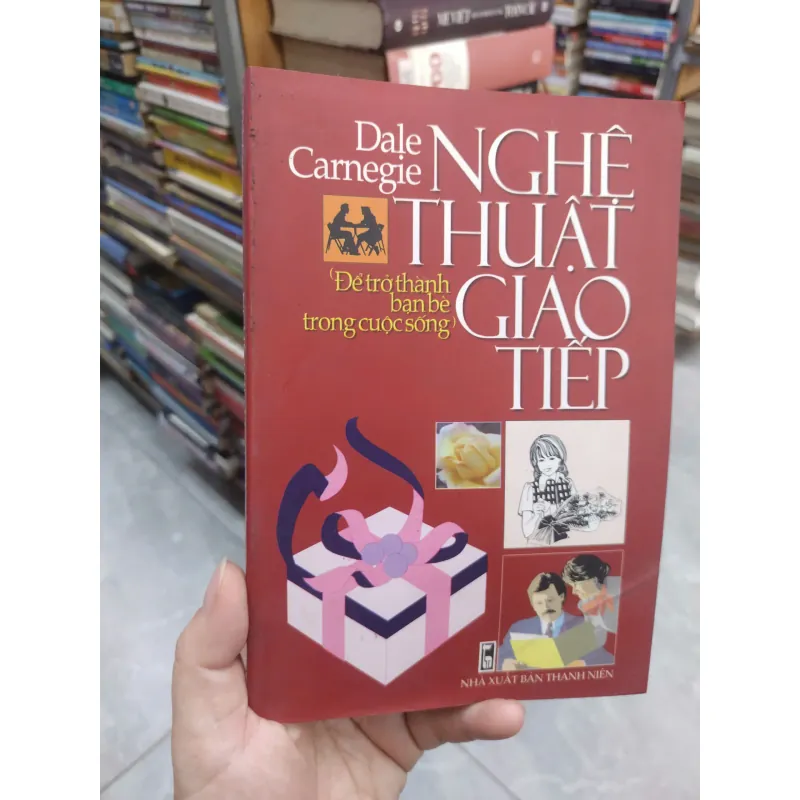 Dale
Carnegie
NGHỆ
THUẬT
GIAO
TIẾP
(Để trở thành
bạn bè
trong cuộc sống)
NHÀ XUẤT BẢN THANH NIÊN